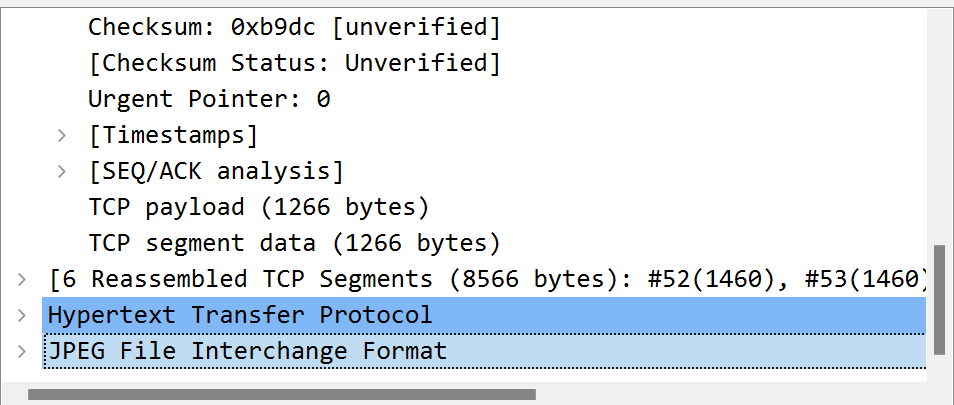 Checksum: 0xb9dc [unverified]
[Checksum Status: Unverified]
Urgent Pointer: 0
[Timestamps]
[SEQ/ACK analysis]
TCP payload (1266 bytes)
TCP segment data (1266 bytes)
[6 Reassembled TCP Segments (8566 bytes): #52(1460), #53(1460)
Hypertext Transfer Protocol
JPEG File Interchange Format